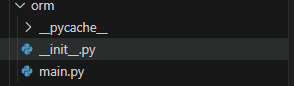 orm
__pycache__
__init__.py
main.py